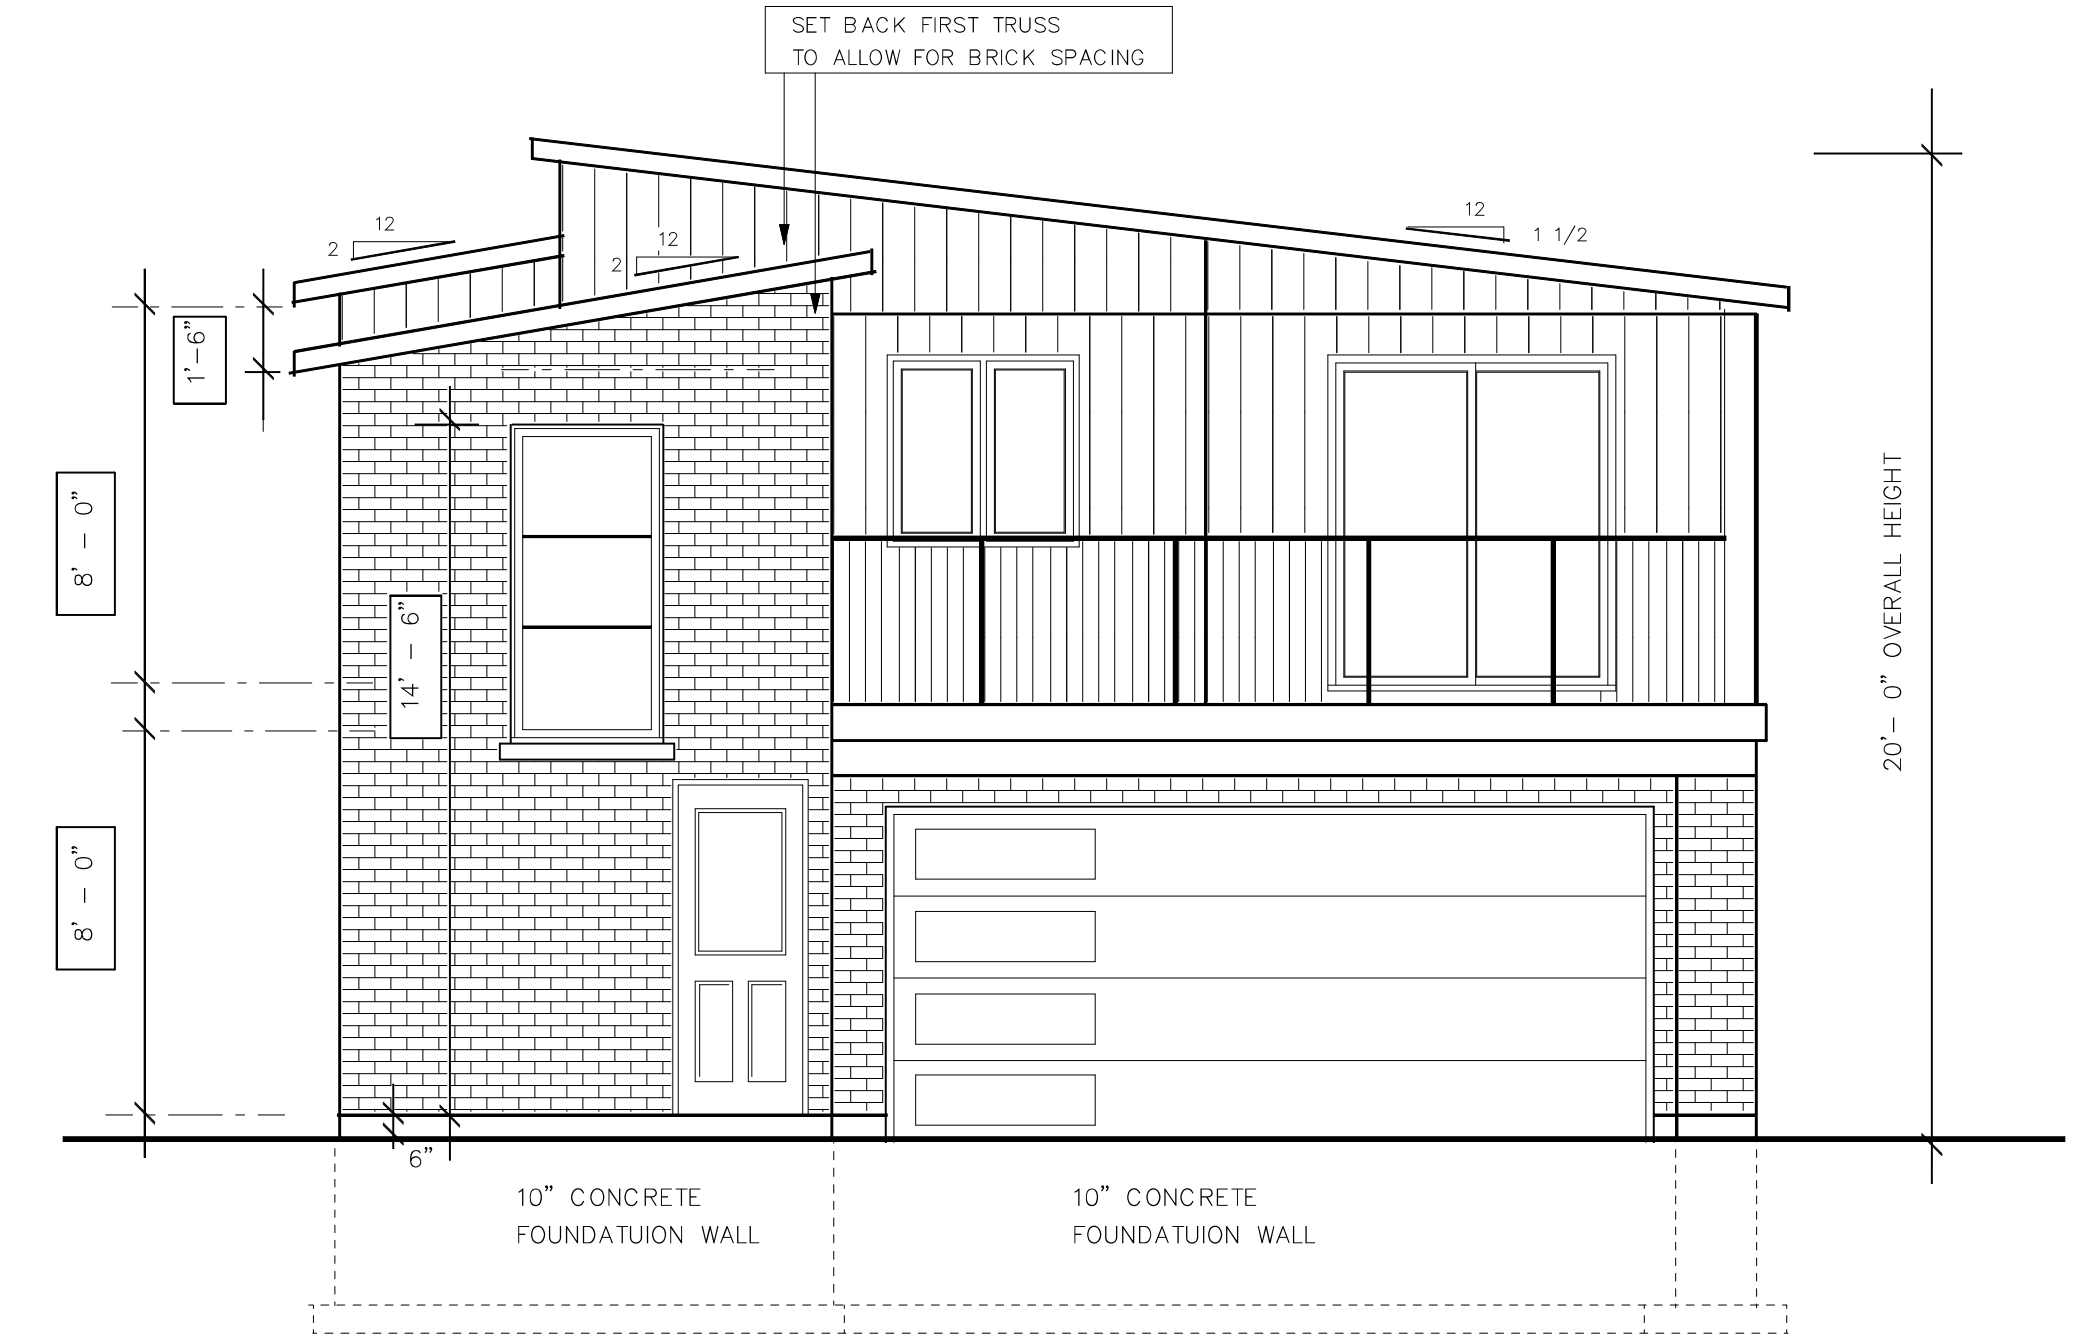 SET BACK FIRST TRUSS
TO ALLOW FOR BRICK SPACING
12
2
12
2
12
1 1/2
1'-6"
8' - 0"
14' - 6"
8' - 0"
20'- 0" OVERALL HEIGHT
6"
10" CONCRETE
FOUNDATUION WALL
10" CONCRETE
FOUNDATUION WALL